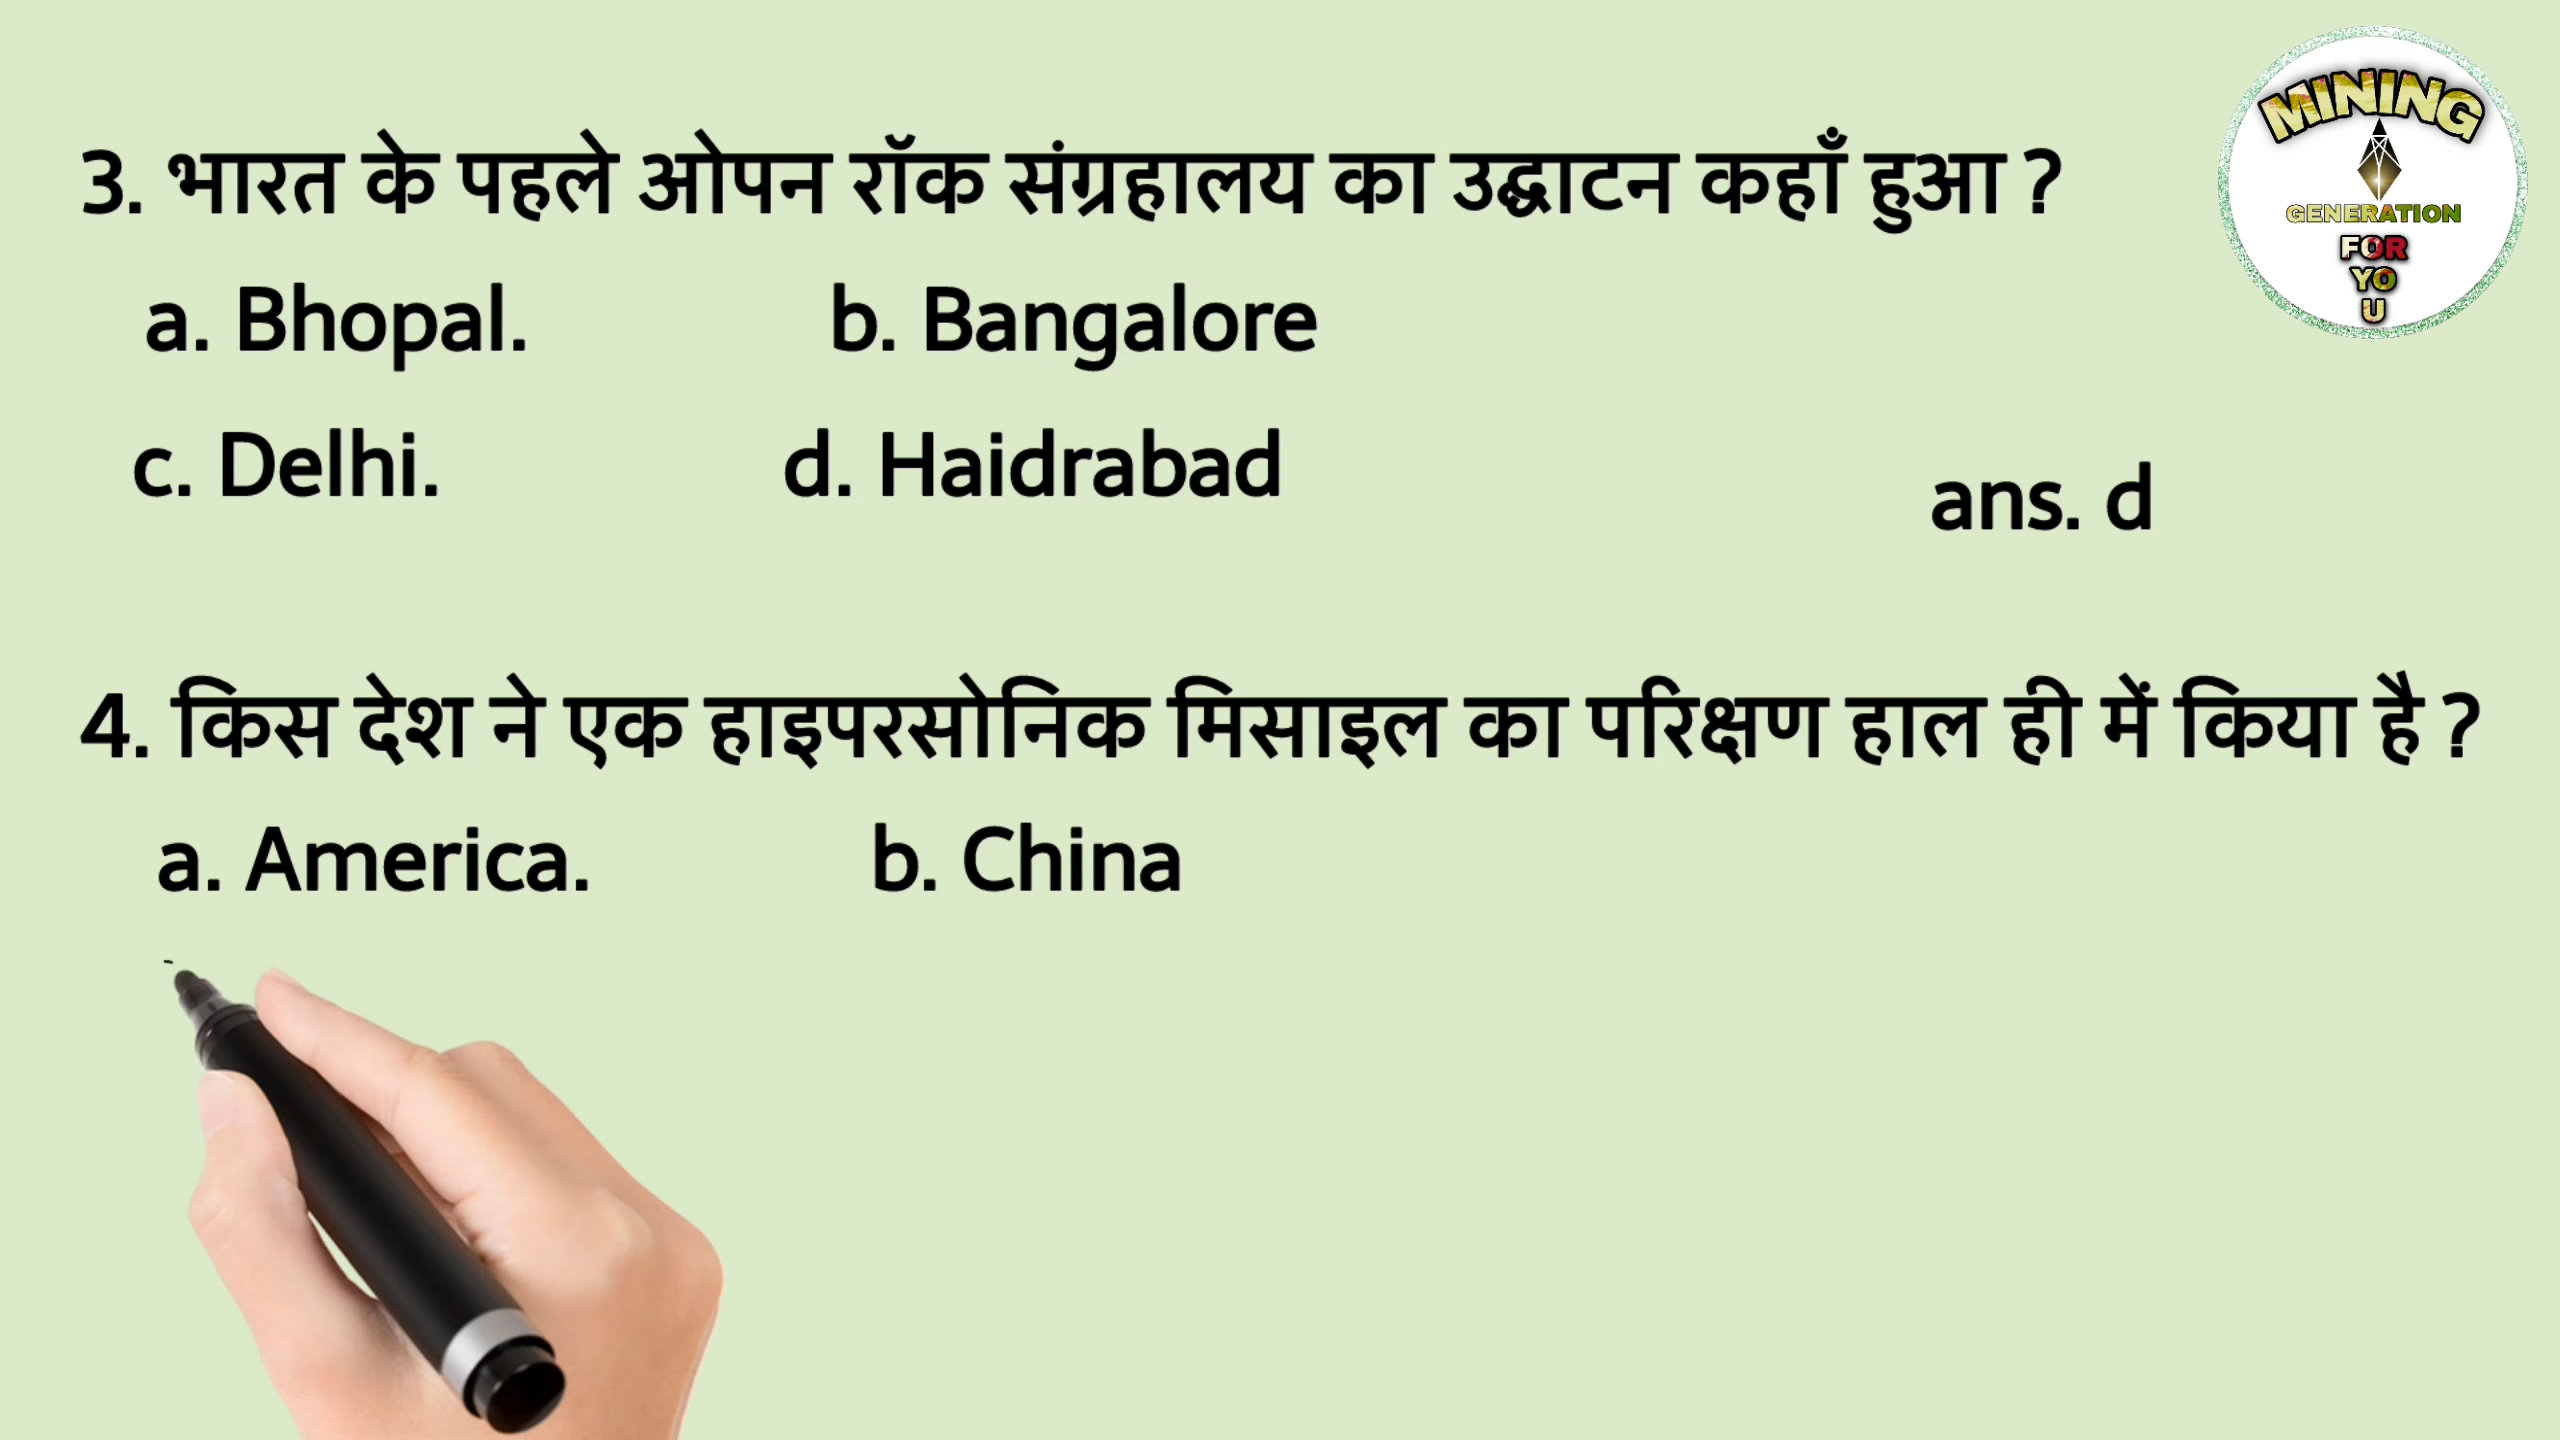 3. भारत के पहले ओपन रॉक संग्रहालय का उद्घाटन कहाँ हुआ ?
a. Bhopal. b. Bangalore
c. Delhi. d. Haidrabad
ans. d
4. किस देश ने एक हाइपरसोनिक मिसाइल का परिक्षण हाल ही में किया है ?
a. America. b. China
MINING
GENERATION
FOR
YO
U